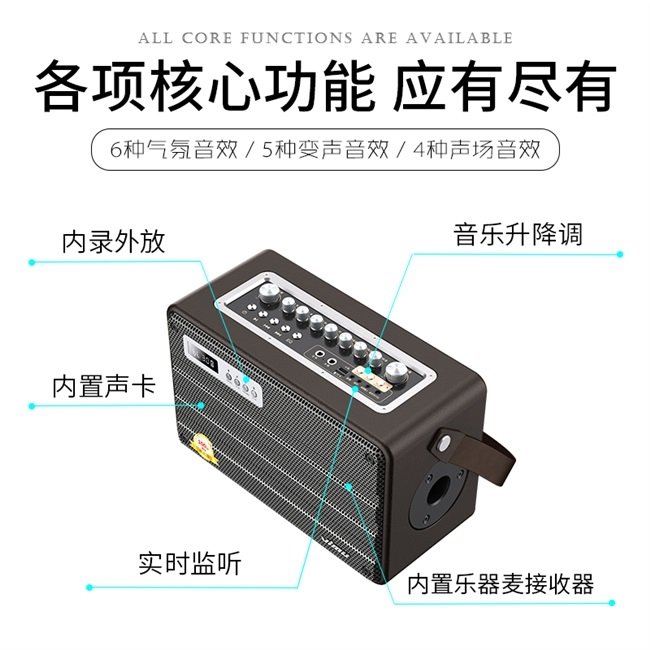 ALL CORE FUNCTIONS ARE AVAILABLE
各项核心功能 应有尽有
6种气氛音效 / 5种变声音效 / 4种声场音效
内录外放
音乐升降调
内置声卡
实时监听
内置乐器麦接收器